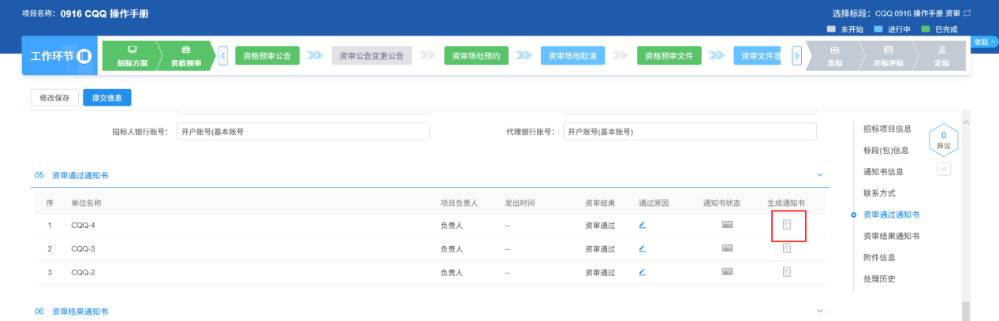 项目名称: 0916 CQQ 操作手册
选择标段: CQQ 0916 操作手册 资审
未开始 进行中 已完成
收起
工作环节
招标方案 资格预审 资格预审公告 资审公告变更公告 资审场地预约 资审场地取消 资格预审文件 资审文件澄 发标 开标评标 定标
修改保存 提交信息
招标人银行账号: 开户账号(基本账号 代理银行账号: 开户账号(基本账号)
05 资审通过通知书
序 单位名称 项目负责人 发出时间 资审结果 通过原因 通知书状态 生成通知书
1 CQQ-4 负责人 -- 资审通过
2 CQQ-3 负责人 -- 资审通过
3 CQQ-2 负责人 -- 资审通过
06 资审结果通知书
招标项目信息
标段(包)信息
通知书信息
联系方式
资审通过通知书
资审结果通知书
附件信息
处理历史
0
异议